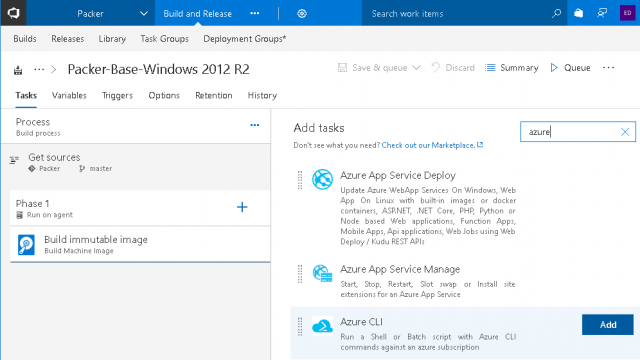 Packer
Build and Release
Search work items
ED
Builds
Releases
Library
Task Groups
Deployment Groups*
Packer-Base-Windows 2012 R2
Save & queue
Discard
Summary
Queue
Tasks
Variables
Triggers
Options
Retention
History
Process
Build process
Get sources
Packer
master
Phase 1
Run on agent
Build immutable image
Build Machine Image
Add tasks
azure
Don't see what you need? Check out our Marketplace.
Azure App Service Deploy
Update Azure WebApp Services On Windows, Web
App On Linux with built-in images or docker
containers, ASP.NET, .NET Core, PHP, Python or
Node based Web applications, Function Apps,
Mobile Apps, Api applications, Web Jobs using Web
Deploy / Kudu REST APIs
Azure App Service Manage
Start, Stop, Restart, Slot swap or Install site
extensions for an Azure App Service
Azure CLI
Add
Run a Shell or Batch script with Azure CLI
commands against an azure subscription